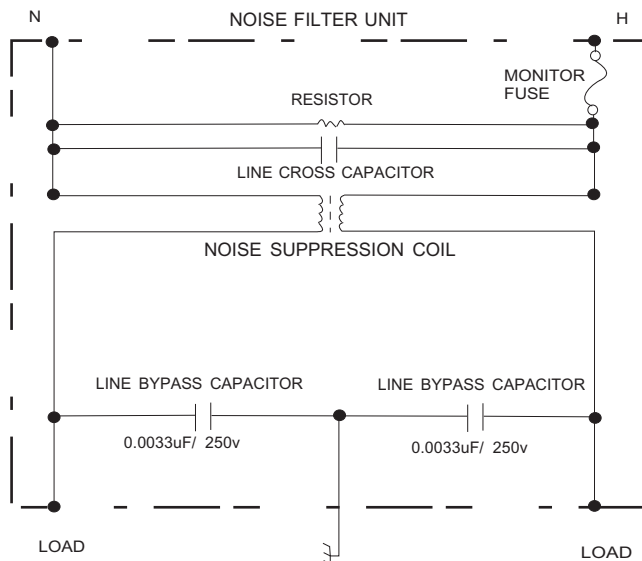 N
NOISE FILTER UNIT
H
MONITOR
FUSE
RESISTOR
LINE CROSS CAPACITOR
NOISE SUPPRESSION COIL
LINE BYPASS CAPACITOR
LINE BYPASS CAPACITOR
0.0033uF/ 250v
0.0033uF/ 250v
LOAD
LOAD